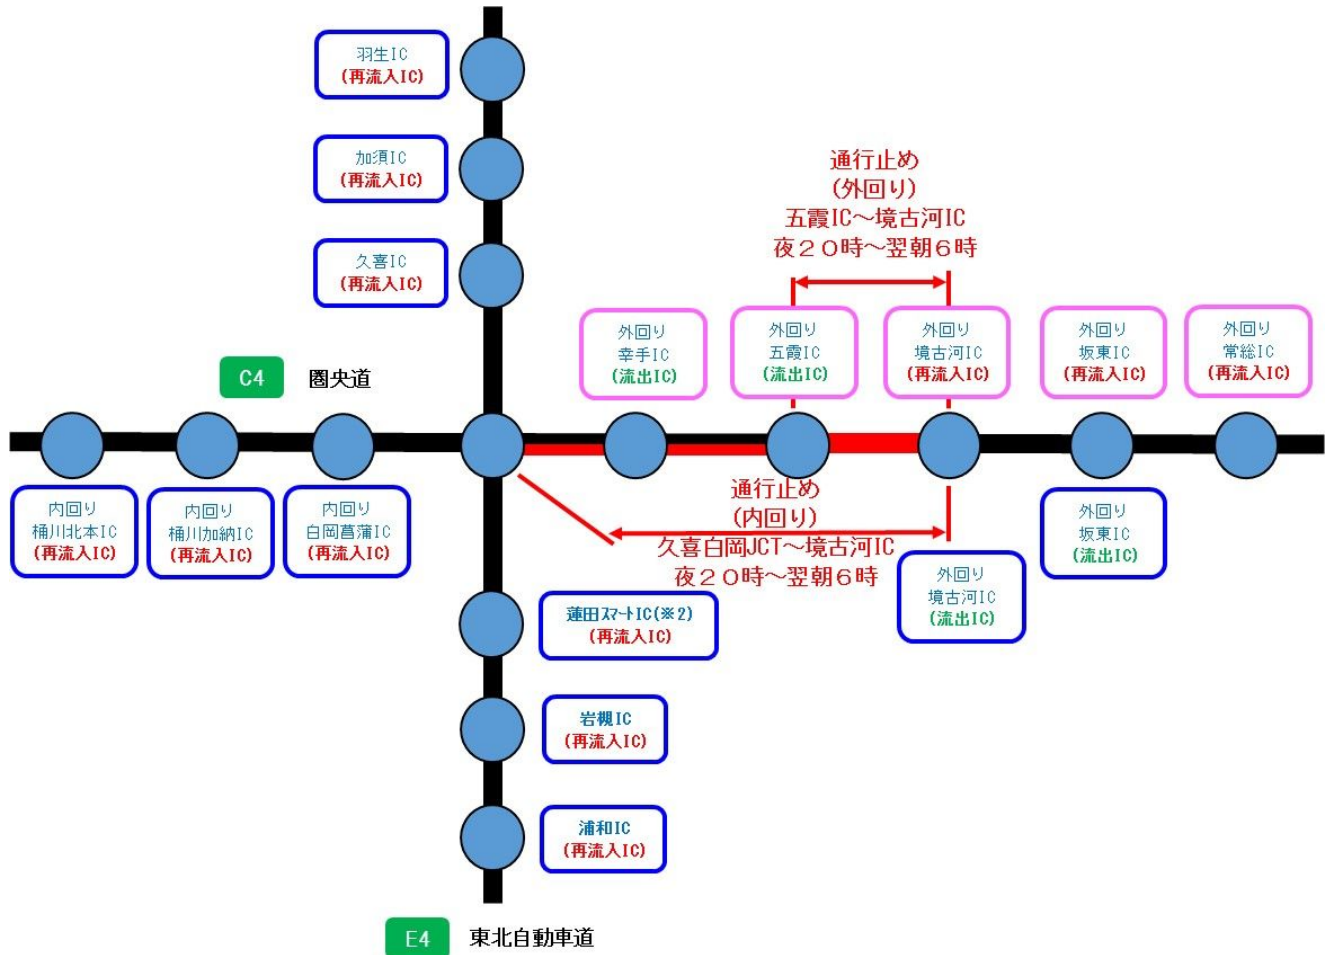 羽生IC
(再流入IC)
加須IC
(再流入IC)
久喜IC
(再流入IC)
通行止め
(外回り)
五霞IC～境古河IC
夜２０時～翌朝６時
外回り
幸手IC
(流出IC)
外回り
五霞IC
(流出IC)
外回り
境古河IC
(再流入IC)
外回り
坂東IC
(再流入IC)
外回り
常総IC
(再流入IC)
C4
圏央道
内回り
桶川北本IC
(再流入IC)
内回り
桶川加納IC
(再流入IC)
内回り
白岡菖蒲IC
(再流入IC)
通行止め
(内回り)
久喜白岡JCT～境古河IC
夜２０時～翌朝６時
外回り
坂東IC
(流出IC)
外回り
境古河IC
(流出IC)
蓮田スマートIC(※2)
(再流入IC)
岩槻IC
(再流入IC)
浦和IC
(再流入IC)
E4
東北自動車道